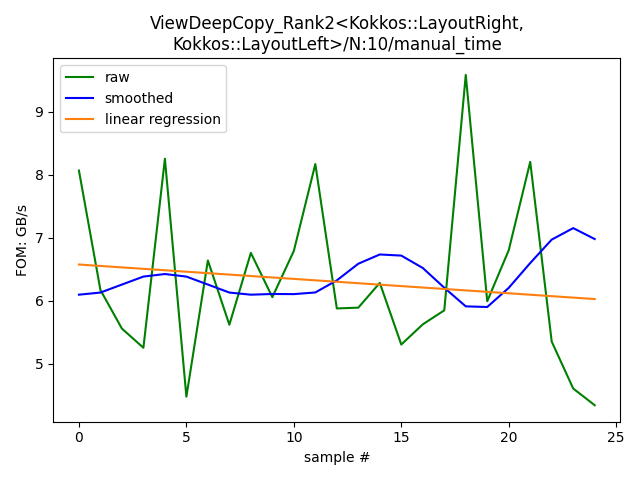 ViewDeepCopy_Rank2<Kokkos::LayoutRight,
Kokkos::LayoutLeft>/N:10/manual_time
raw
smoothed
linear regression
FOM: GB/s
9
8
7
6
5
0 5 10 15 20 25
sample #